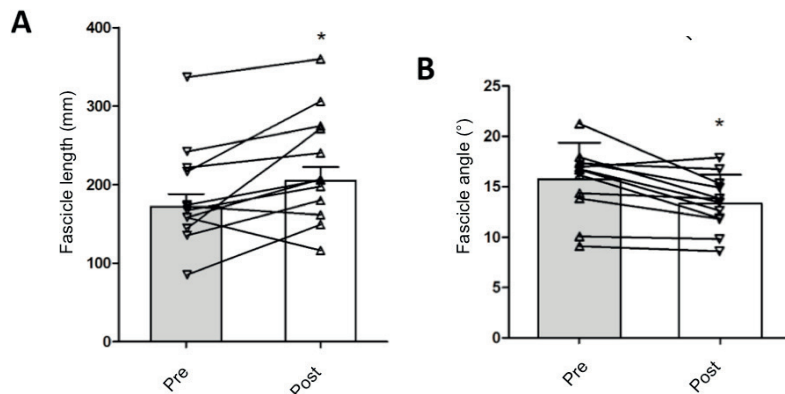 A
Fascicle length (mm)
400
300
200
100
0
*
Pre
Post
B
Fascicle angle (°)
25
20
15
10
5
0
*
Pre
Post
`